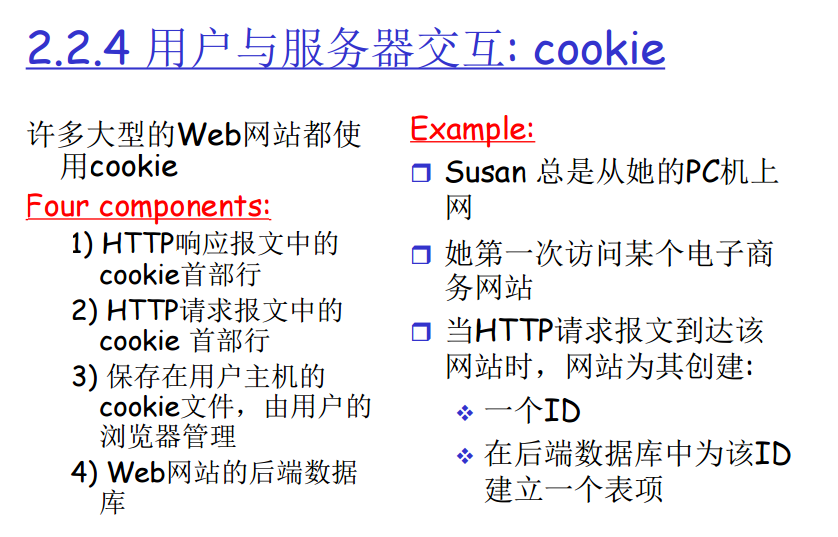 2.2.4 用户与服务器交互: cookie
许多大型的Web网站都使
用cookie
Four components:
1) HTTP响应报文中的
cookie首部行
2) HTTP请求报文中的
cookie 首部行
3) 保存在用户主机的
cookie文件，由用户的
浏览器管理
4) Web网站的后端数据
库
Example:
Susan 总是从她的PC机上
网
她第一次访问某个电子商
务网站
当HTTP请求报文到达该
网站时，网站为其创建:
一个ID
在后端数据库中为该ID
建立一个表项